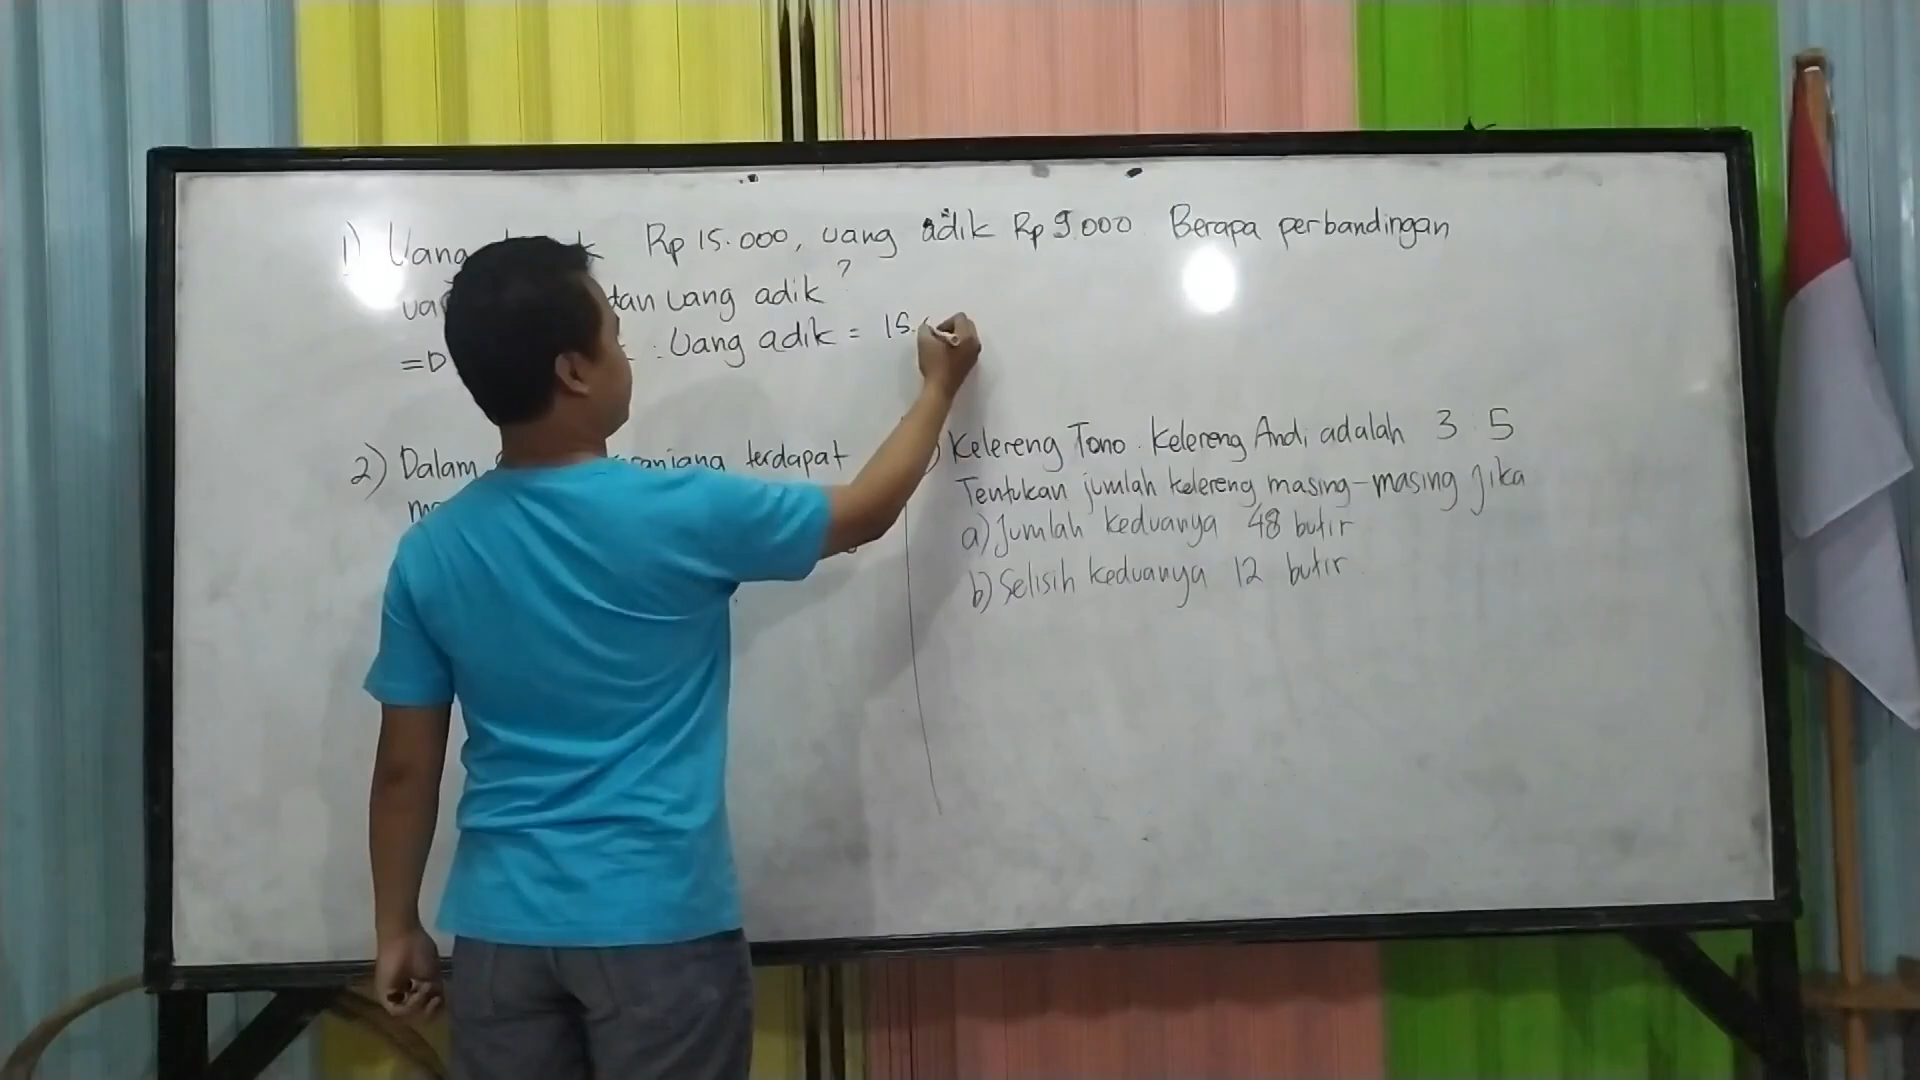 1) Uang Rp 15.000, uang adik Rp 9.000 Berapa perbandingan
dan uang adik ?
=D : Uang adik = 15.
2) Dalam terdapat
Kelereng Tono : Kelereng Andi adalah 3 : 5
Tentukan jumlah kelereng masing-masing jika
a) Jumlah keduanya 48 butir
b) Selisih keduanya 12 butir